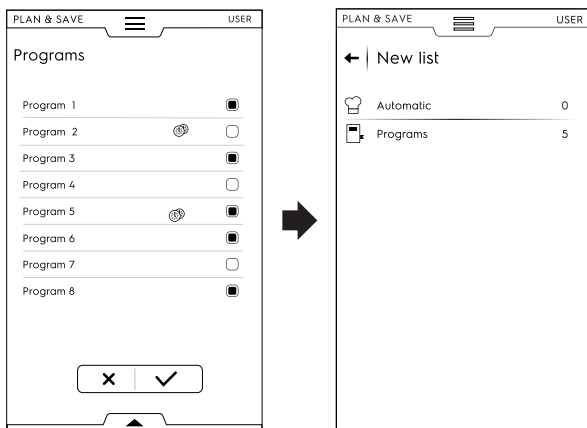 PLAN & SAVE USER
Programs
Program 1
Program 2
Program 3
Program 4
Program 5
Program 6
Program 7
Program 8
PLAN & SAVE USER
New list
Automatic 0
Programs 5